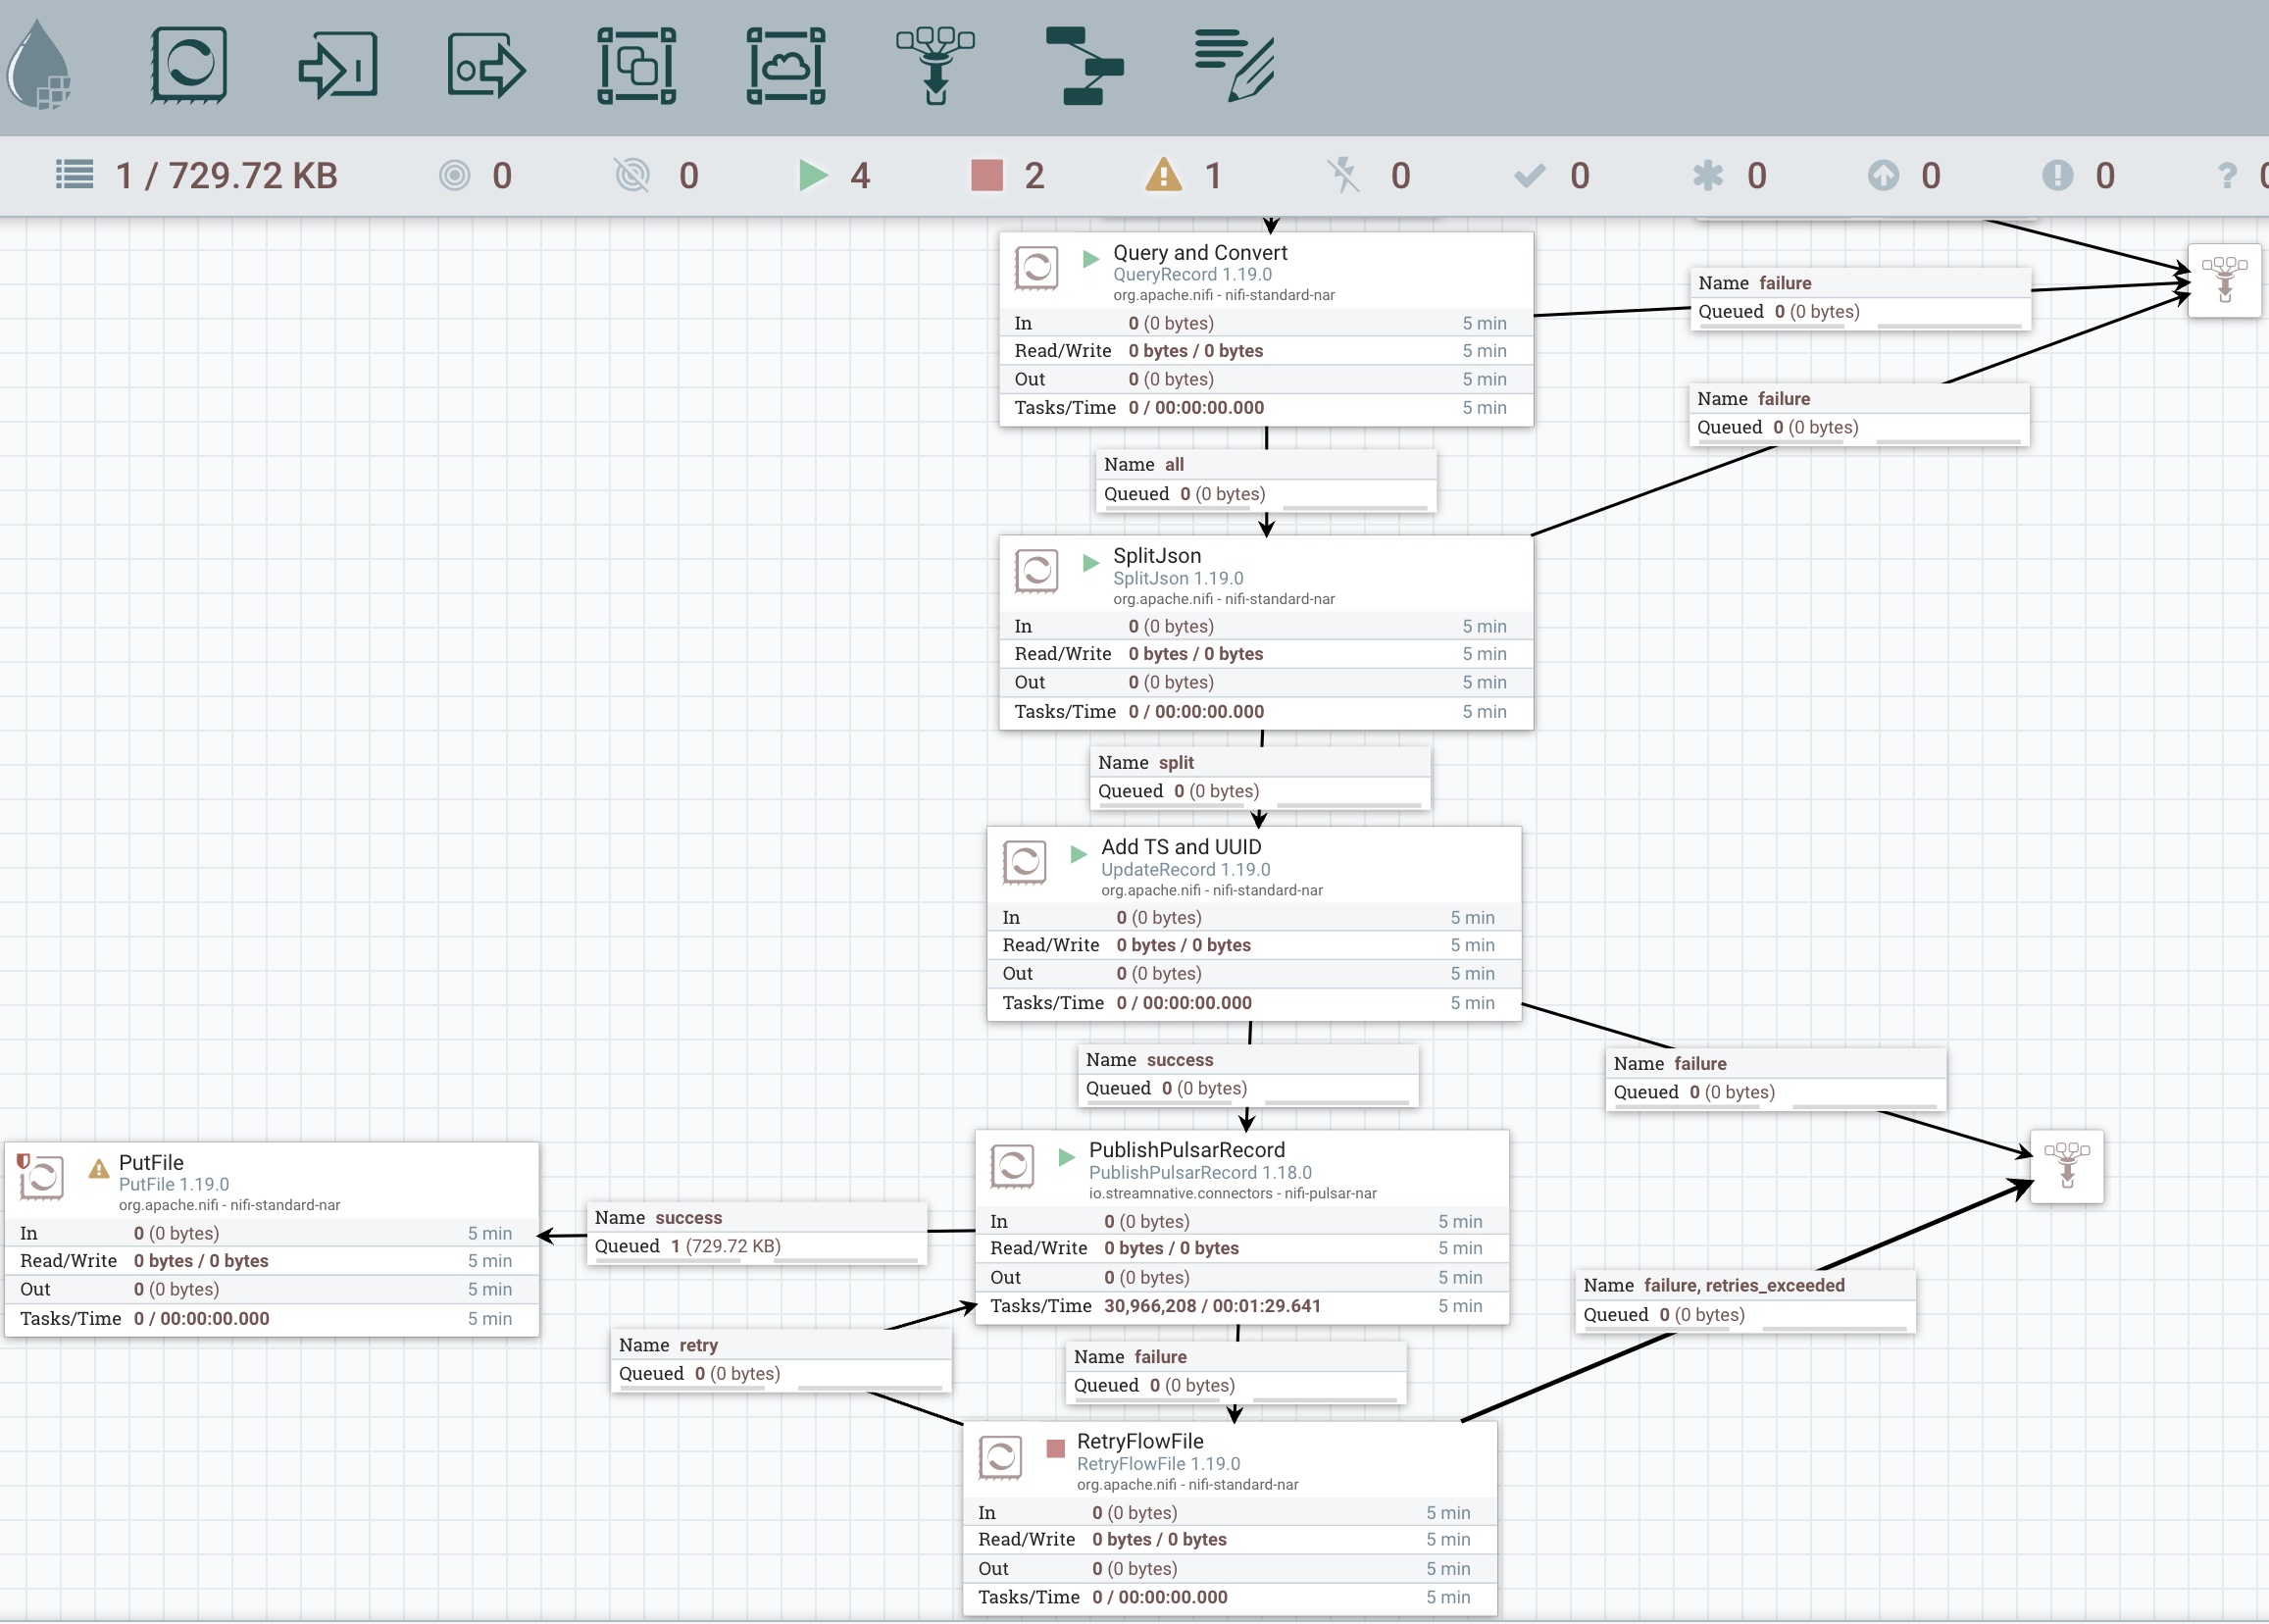 1 / 729.72 KB 0 0 4 2 1 0 0 0 0 0 ?
Query and Convert
QueryRecord 1.19.0
org.apache.nifi - nifi-standard-nar
In 0 (0 bytes) 5 min
Read/Write 0 bytes / 0 bytes 5 min
Out 0 (0 bytes) 5 min
Tasks/Time 0 / 00:00:00.000 5 min
Name failure
Queued 0 (0 bytes)
Name failure
Queued 0 (0 bytes)
Name all
Queued 0 (0 bytes)
SplitJson
SplitJson 1.19.0
org.apache.nifi - nifi-standard-nar
In 0 (0 bytes) 5 min
Read/Write 0 bytes / 0 bytes 5 min
Out 0 (0 bytes) 5 min
Tasks/Time 0 / 00:00:00.000 5 min
Name split
Queued 0 (0 bytes)
Add TS and UUID
UpdateRecord 1.19.0
org.apache.nifi - nifi-standard-nar
In 0 (0 bytes) 5 min
Read/Write 0 bytes / 0 bytes 5 min
Out 0 (0 bytes) 5 min
Tasks/Time 0 / 00:00:00.000 5 min
Name success
Queued 0 (0 bytes)
Name failure
Queued 0 (0 bytes)
PutFile
PutFile 1.19.0
org.apache.nifi - nifi-standard-nar
In 0 (0 bytes) 5 min
Read/Write 0 bytes / 0 bytes 5 min
Out 0 (0 bytes) 5 min
Tasks/Time 0 / 00:00:00.000 5 min
Name success
Queued 1 (729.72 KB)
PublishPulsarRecord
PublishPulsarRecord 1.18.0
io.streamnative.connectors - nifi-pulsar-nar
In 0 (0 bytes) 5 min
Read/Write 0 bytes / 0 bytes 5 min
Out 0 (0 bytes) 5 min
Tasks/Time 30,966,208 / 00:01:29.641 5 min
Name failure, retries_exceeded
Queued 0 (0 bytes)
Name retry
Queued 0 (0 bytes)
Name failure
Queued 0 (0 bytes)
RetryFlowFile
RetryFlowFile 1.19.0
org.apache.nifi - nifi-standard-nar
In 0 (0 bytes) 5 min
Read/Write 0 bytes / 0 bytes 5 min
Out 0 (0 bytes) 5 min
Tasks/Time 0 / 00:00:00.000 5 min